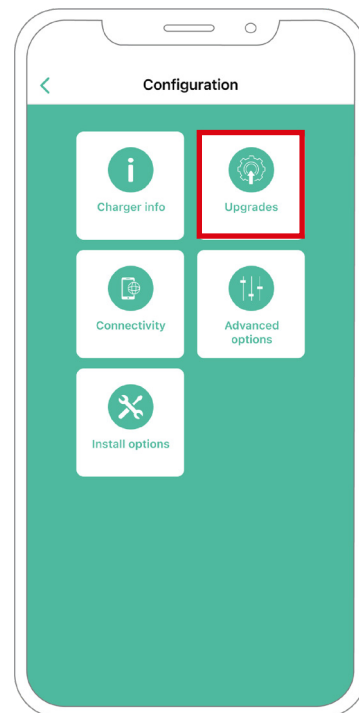 Configuration
Charger info
Upgrades
Connectivity
Advanced
options
Install options